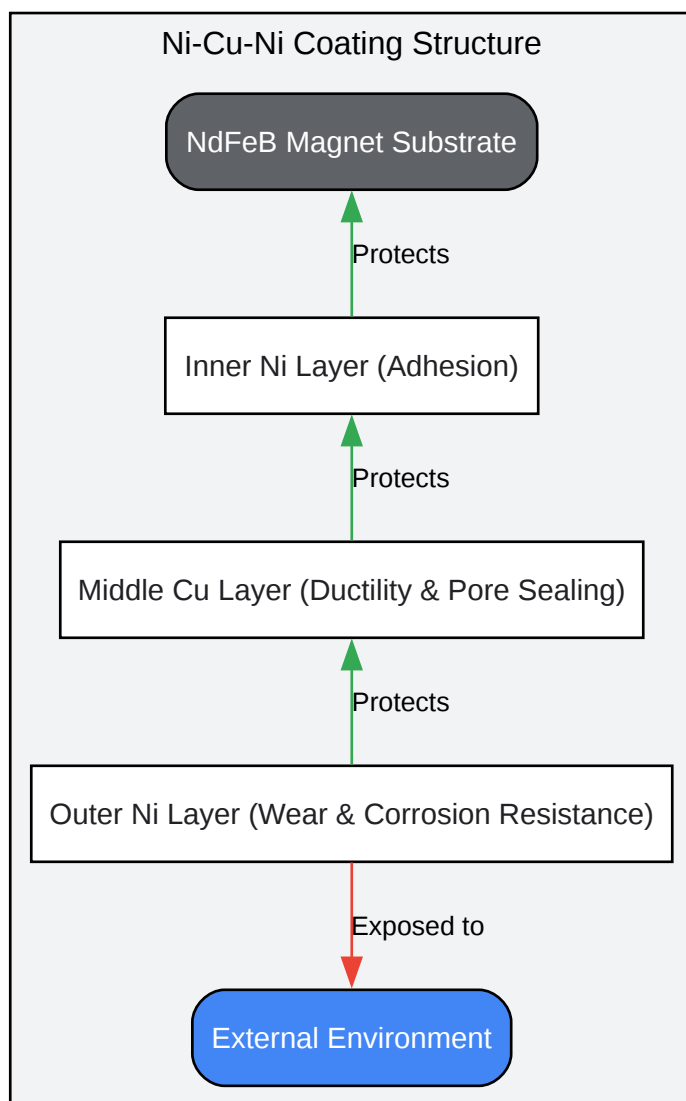 Ni-Cu-Ni Coating Structure
NdFeB Magnet Substrate
Protects
Inner Ni Layer (Adhesion)
Protects
Middle Cu Layer (Ductility & Pore Sealing)
Protects
Outer Ni Layer (Wear & Corrosion Resistance)
Exposed to
External Environment